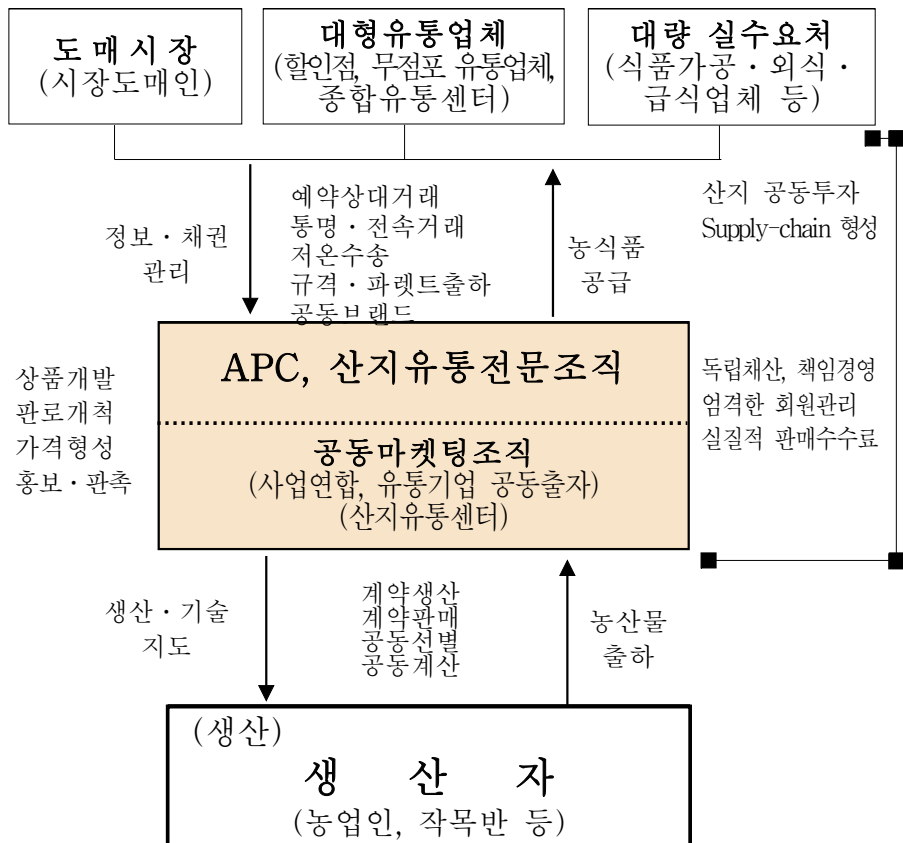 도매시장
(시장도매인)
대형유통업체
(할인점, 무점포 유통업체,
종합유통센터)
대량 실수요처
(식품가공・외식・
급식업체 등)
정보・채권
관리
예약상대거래
통명・전속거래
저온수송
규격・파렛트출하
공동브랜드
농식품
공급
산지 공동투자
Supply-chain 형성
상품개발
판로개척
가격형성
홍보・판촉
APC, 산지유통전문조직
공동마켓팅조직
(사업연합, 유통기업 공동출자)
(산지유통센터)
독립채산, 책임경영
엄격한 회원관리
실질적 판매수수료
생산・기술
지도
계약생산
계약판매
공동선별
공동계산
농산물
출하
(생산)
생 산 자
(농업인, 작목반 등)